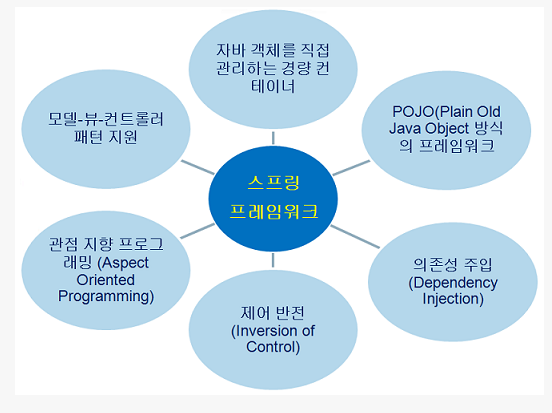 자바 객체를 직접
관리하는 경량 컨
테이너
모델-뷰-컨트롤러
패턴 지원
POJO(Plain Old
Java Object 방식
의 프레임워크
스프링
프레임워크
관점 지향 프로그
래밍 (Aspect
Oriented
Programming)
의존성 주입
(Dependency
Injection)
제어 반전
(Inversion of
Control)